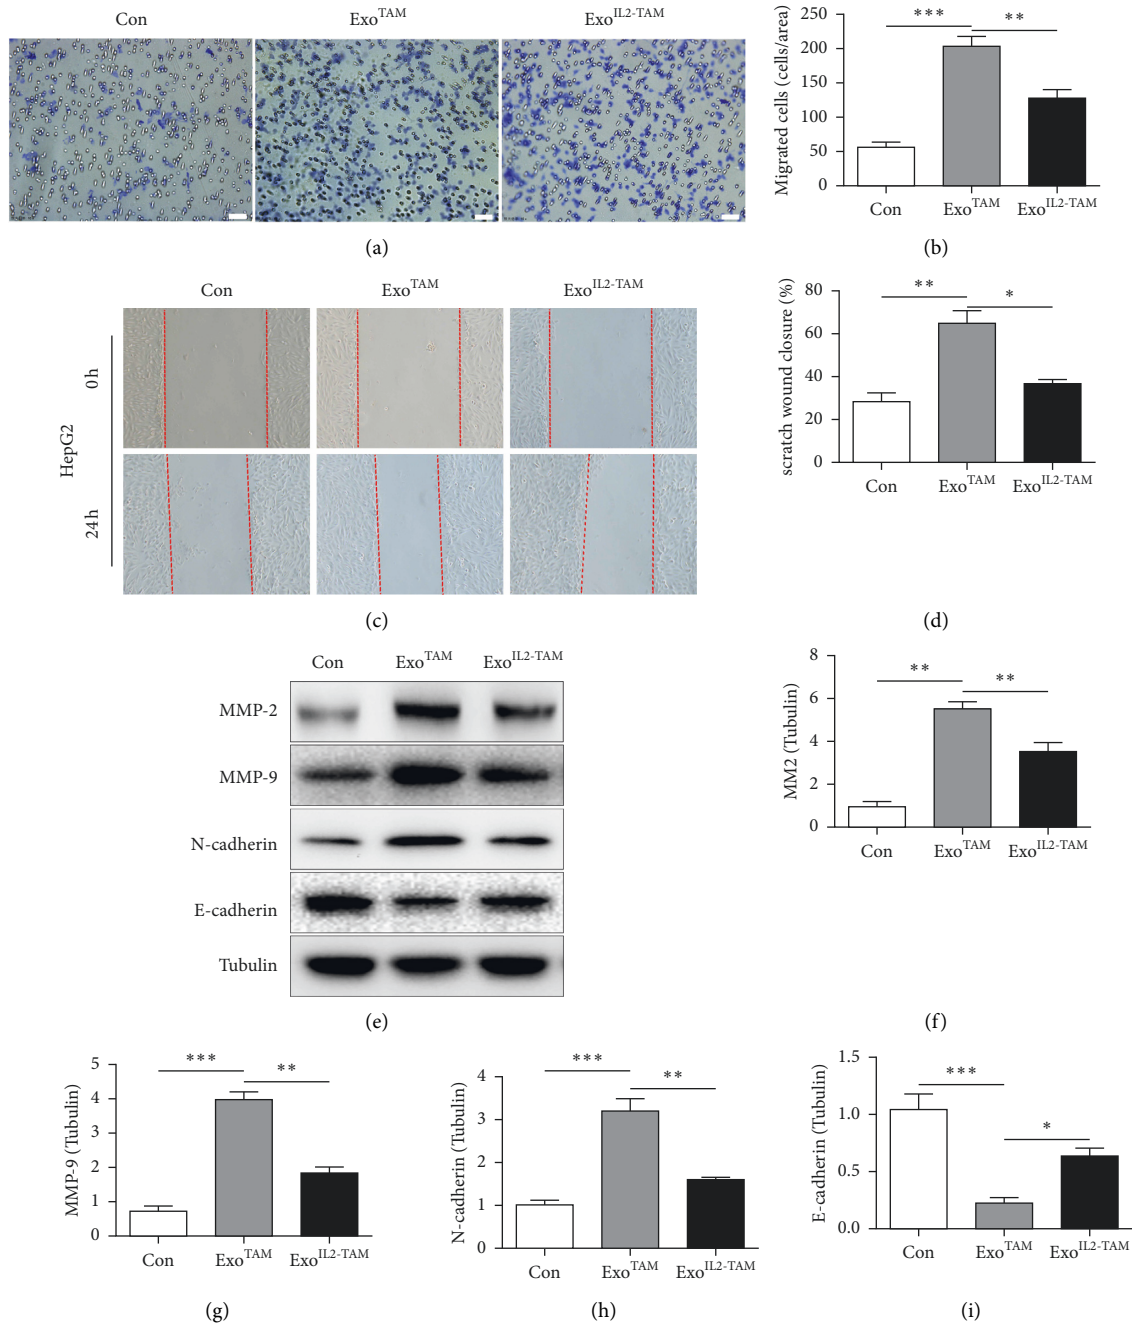 Con Exo^TAM Exo^IL2-TAM
(a)
Migrated cells (cells/area)
250
200
150
100
50
0
*** **
Con Exo^TAM Exo^IL2-TAM
(b)
Con Exo^TAM Exo^IL2-TAM
HepG2
0 h
24 h
(c)
scratch wound closure (%)
80
60
40
20
0
** *
Con Exo^TAM Exo^IL2-TAM
(d)
Con Exo^TAM Exo^IL2-TAM
MMP-2
MMP-9
N-cadherin
E-cadherin
Tubulin
(e)
MM2 (Tubulin)
8
6
4
2
0
** **
Con Exo^TAM Exo^IL2-TAM
(f)
MMP-9 (Tubulin)
5
4
3
2
1
0
*** **
Con Exo^TAM Exo^IL2-TAM
(g)
N-cadherin (Tubulin)
4
3
2
1
0
*** **
Con Exo^TAM Exo^IL2-TAM
(h)
E-cadherin (Tubulin)
1.5
1.0
0.5
0.0
*** *
Con Exo^TAM Exo^IL2-TAM
(i)